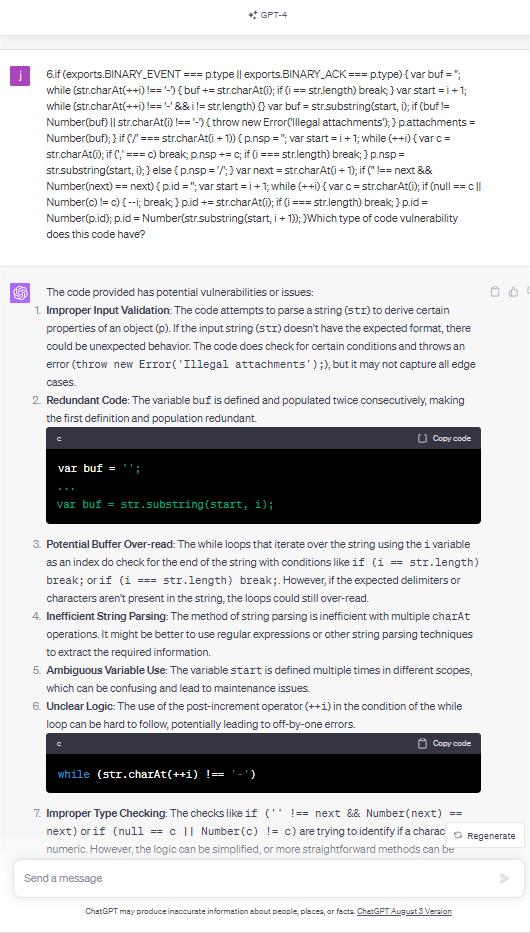 GPT-4
j
6.if (exports.BINARY_EVENT === p.type || exports.BINARY_ACK === p.type) { var buf = '';
while (str.charAt(++i) !== '-') { buf += str.charAt(i); if (i == str.length) break; } var start = i + 1;
while (str.charAt(++i) !== '-' && i != str.length) {} var buf = str.substring(start, i); if (buf !=
Number(buf) || str.charAt(i) !== '-') { throw new Error('Illegal attachments'); } p.attachments =
Number(buf); } if ('/' === str.charAt(i + 1)) { p.nsp = ''; var start = i + 1; while (++i) { var c =
str.charAt(i); if (',' === c) break; p.nsp += c; if (i === str.length) break; } p.nsp =
str.substring(start, i); } else { p.nsp = '/'; } var next = str.charAt(i + 1); if ('' !== next &&
Number(next) == next) { p.id = ''; var start = i + 1; while (++i) { var c = str.charAt(i); if (null == c ||
Number(c) != c) { --i; break; } p.id += str.charAt(i); if (i === str.length) break; } p.id =
Number(p.id); p.id = Number(str.substring(start, i + 1)); }Which type of code vulnerability
does this code have?
The code provided has potential vulnerabilities or issues:
1. Improper Input Validation: The code attempts to parse a string (str) to derive certain
properties of an object (p). If the input string (str) doesn't have the expected format, there
could be unexpected behavior. The code does check for certain conditions and throws an
error (throw new Error('Illegal attachments');), but it may not capture all edge
cases.
2. Redundant Code: The variable buf is defined and populated twice consecutively, making
the first definition and population redundant.
c Copy code
var buf = '';
...
var buf = str.substring(start, i);
3. Potential Buffer Over-read: The while loops that iterate over the string using the i variable
as an index do check for the end of the string with conditions like if (i == str.length)
break; or if (i === str.length) break;. However, if the expected delimiters or
characters aren't present in the string, the loops could still over-read.
4. Inefficient String Parsing: The method of string parsing is inefficient with multiple charAt
operations. It might be better to use regular expressions or other string parsing techniques
to extract the required information.
5. Ambiguous Variable Use: The variable start is defined multiple times in different scopes,
which can be confusing and lead to maintenance issues.
6. Unclear Logic: The use of the post-increment operator (++i) in the condition of the while
loop can be hard to follow, potentially leading to off-by-one errors.
c Copy code
while (str.charAt(++i) !== '-')
7. Improper Type Checking: The checks like if ('' !== next && Number(next) ==
next) or if (null == c || Number(c) != c) are trying to identify if a charac
Regenerate
numeric. However, the logic can be simplified, or more straightforward methods can be
Send a message
ChatGPT may produce inaccurate information about people, places, or facts. ChatGPT August 3 Version